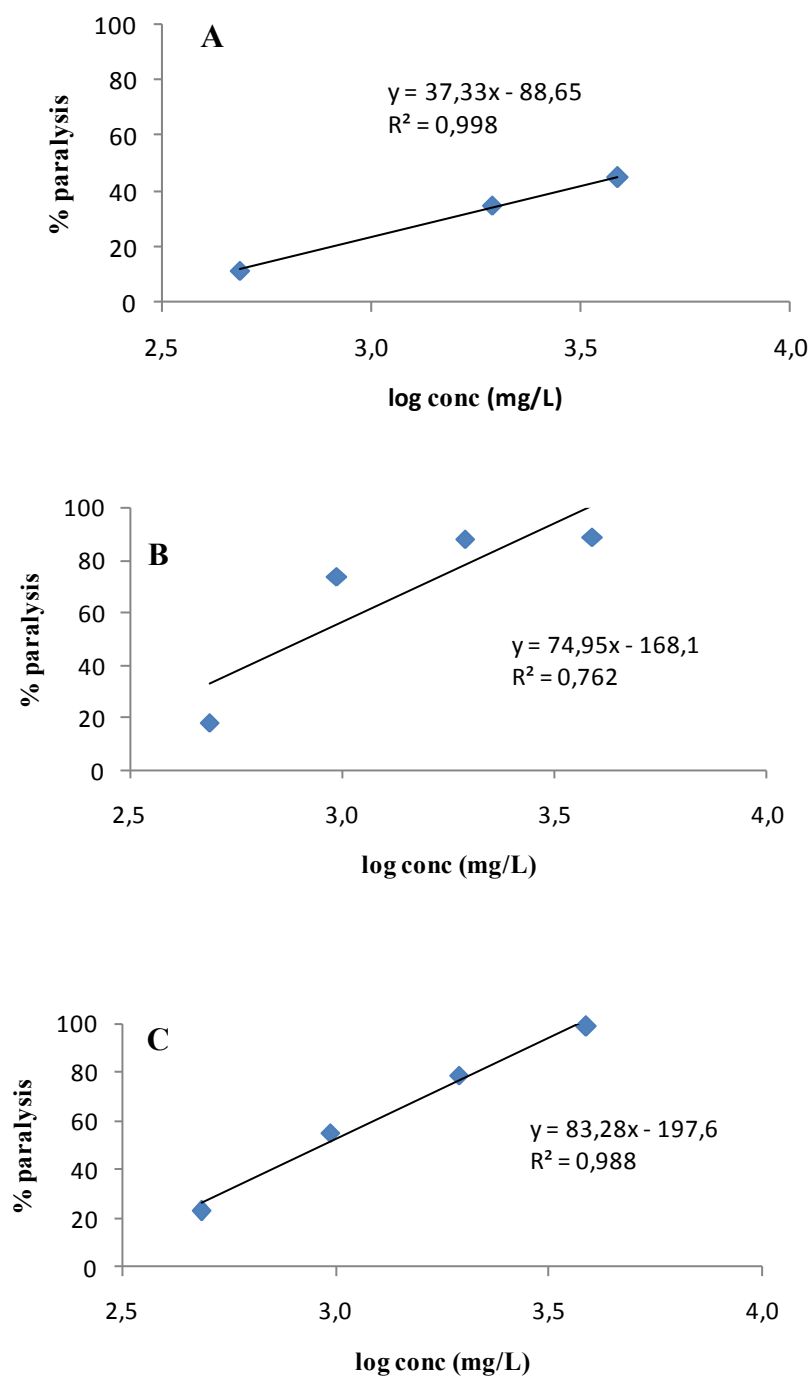 A
y = 37,33x - 88,65
R² = 0,998
% paralysis
100
80
60
40
20
0
2,5 3,0 3,5 4,0
log conc (mg/L)
B
y = 74,95x - 168,1
R² = 0,762
% paralysis
100
80
60
40
20
0
2,5 3,0 3,5 4,0
log conc (mg/L)
C
y = 83,28x - 197,6
R² = 0,988
% paralysis
100
80
60
40
20
0
2,5 3,0 3,5 4,0
log conc (mg/L)